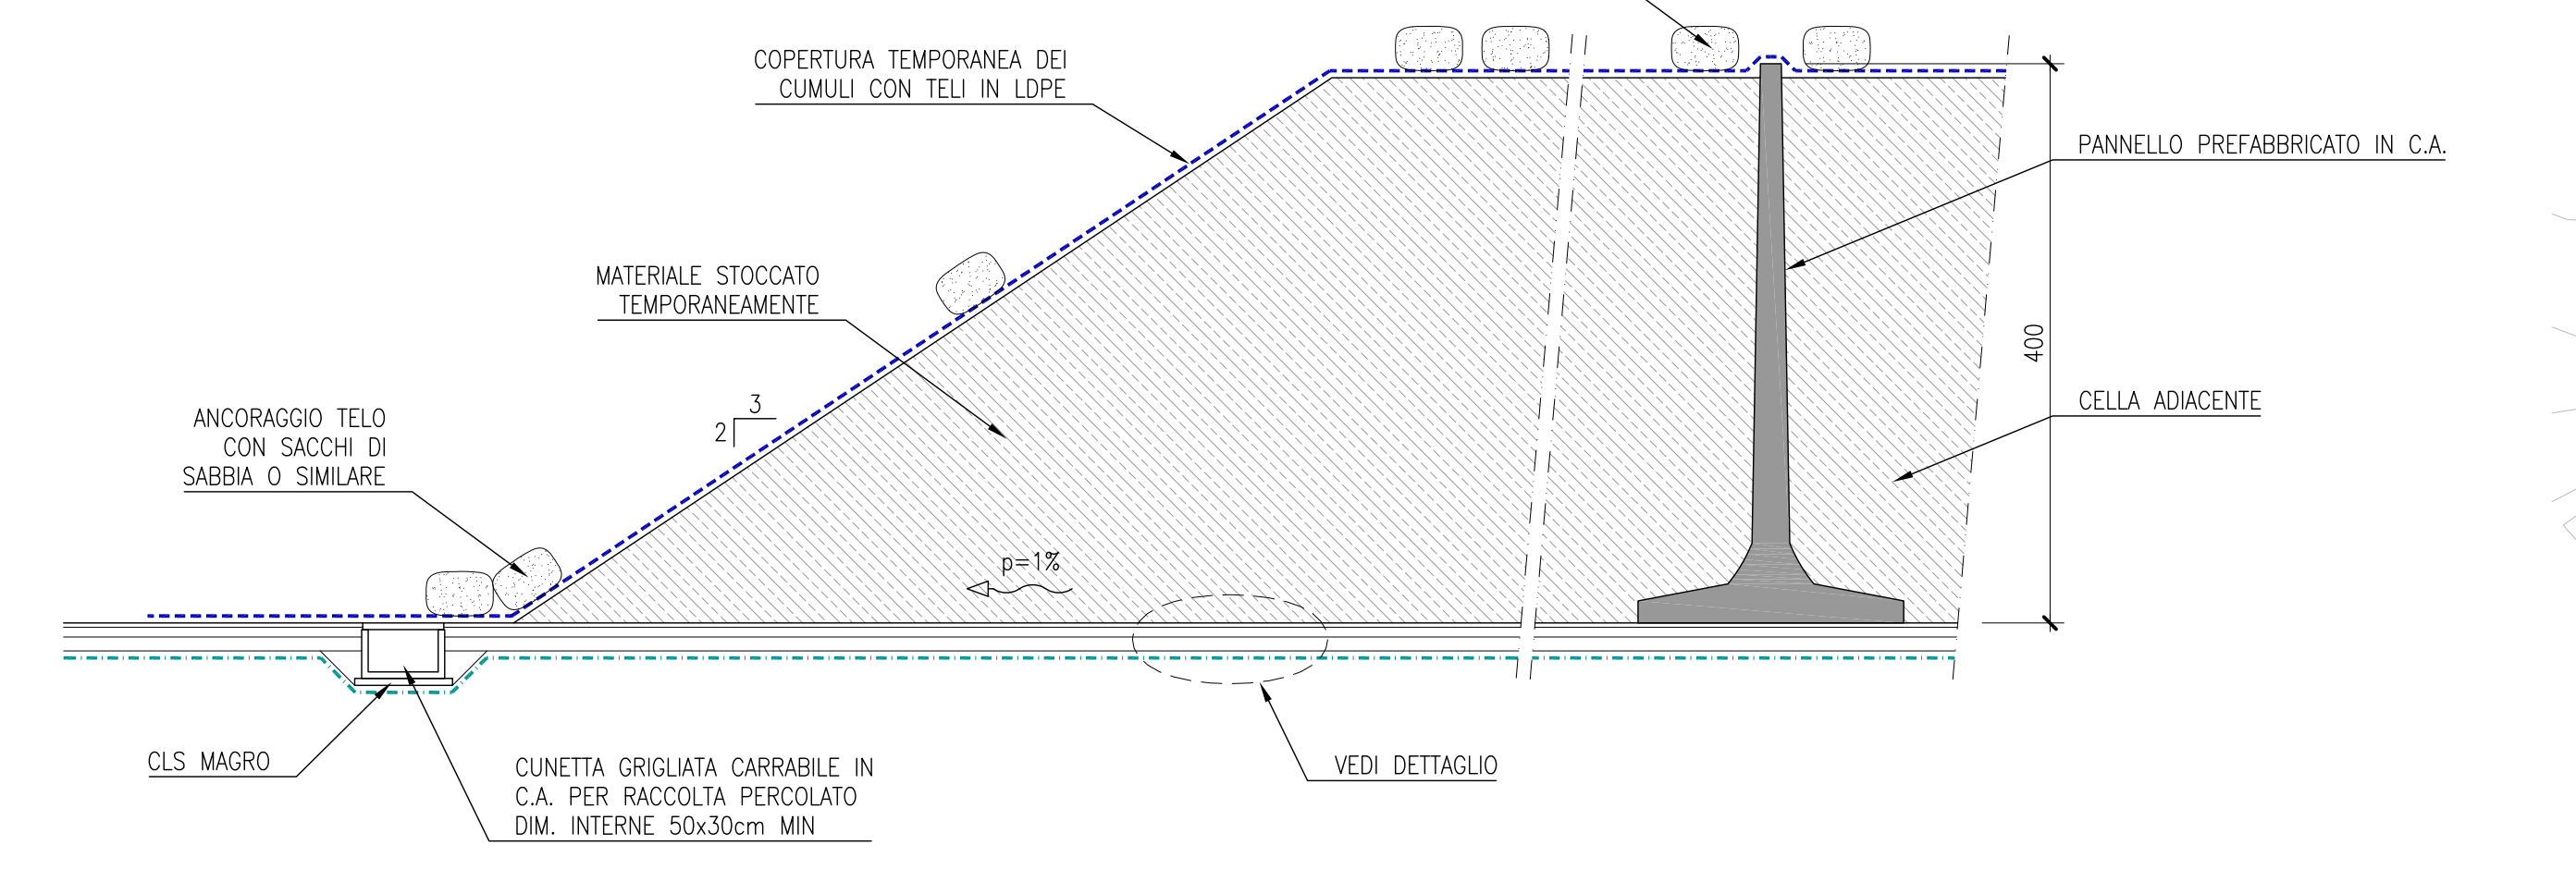 COPERTURA TEMPORANEA DEI
CUMULI CON TELI IN LDPE
PANNELLO PREFABBRICATO IN C.A.
MATERIALE STOCCATO
TEMPORANEAMENTE
400
3
2
CELLA ADIACENTE
ANCORAGGIO TELO
CON SACCHI DI
SABBIA O SIMILARE
p=1%
CLS MAGRO
CUNETTA GRIGLIATA CARRABILE IN
C.A. PER RACCOLTA PERCOLATO
DIM. INTERNE 50x30cm MIN
VEDI DETTAGLIO